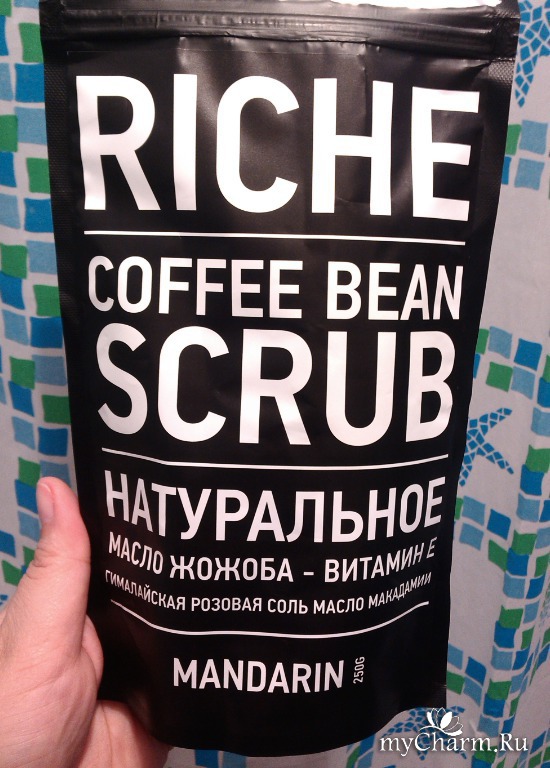 RICHE
COFFEE BEAN
SCRUB
НАТУРАЛЬНОЕ
МАСЛО ЖОЖОБА - ВИТАМИН Е
ГИМАЛАЙСКАЯ РОЗОВАЯ СОЛЬ МАСЛО МАКАДАМИИ
MANDARIN 250G
myCharm.Ru